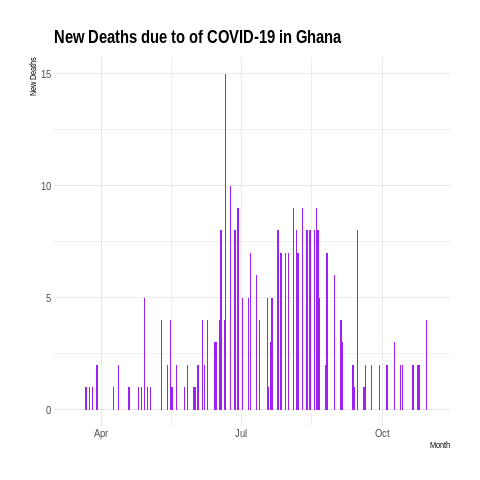 New Deaths due to of COVID-19 in Ghana
New Deaths
15
10
5
0
Apr
Jul
Oct
Month